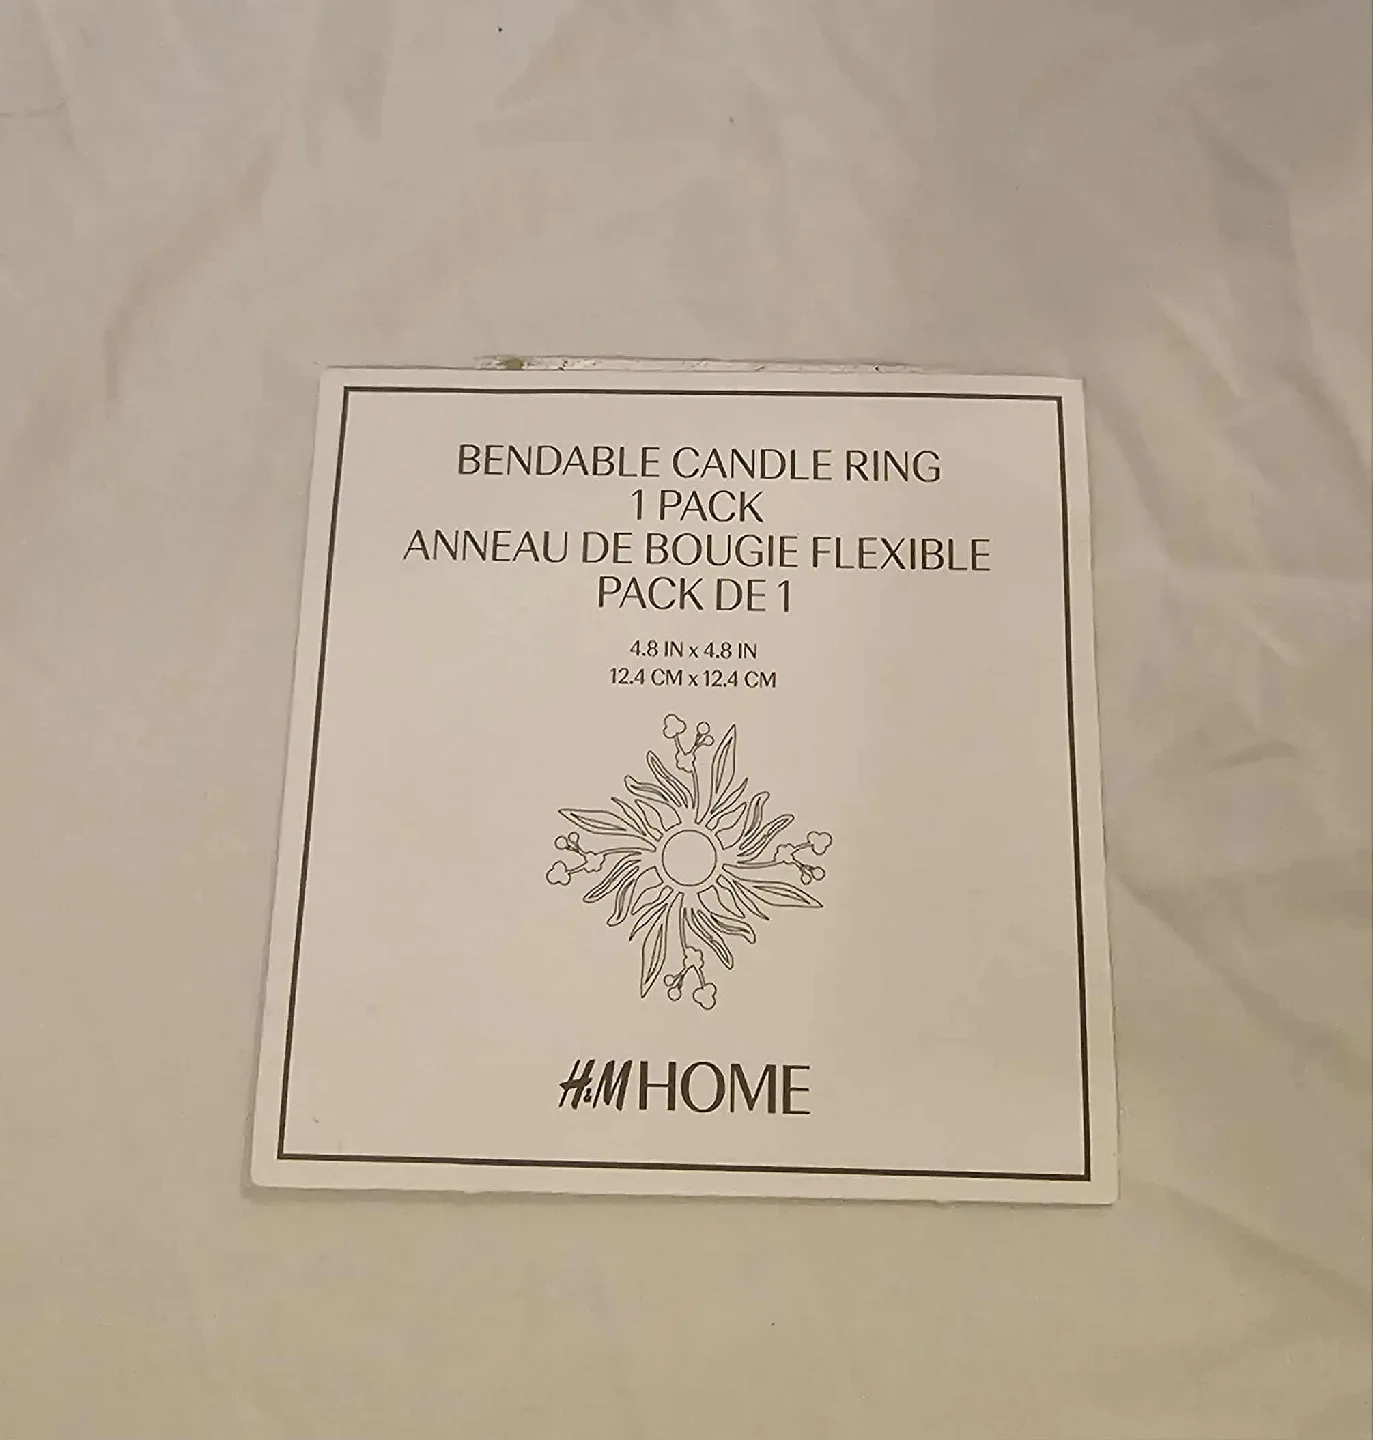 BENDABLE CANDLE RING
1 PACK
ANNEAU DE BOUGIE FLEXIBLE
PACK DE 1
4.8 IN x 4.8 IN
12.4 CM x 12.4 CM
H&M HOME